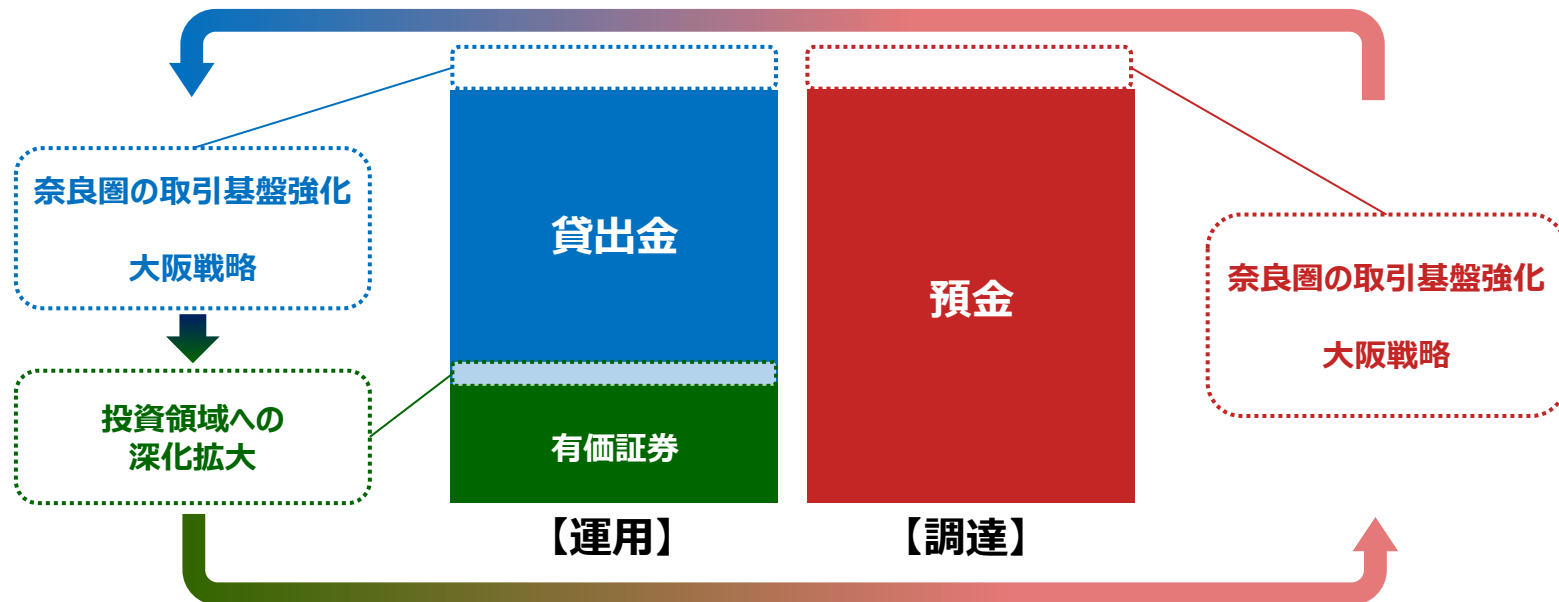 奈良圏の取引基盤強化
大阪戦略
投資領域への
深化拡大
貸出金
有価証券
【運用】
預金
【調達】
奈良圏の取引基盤強化
大阪戦略